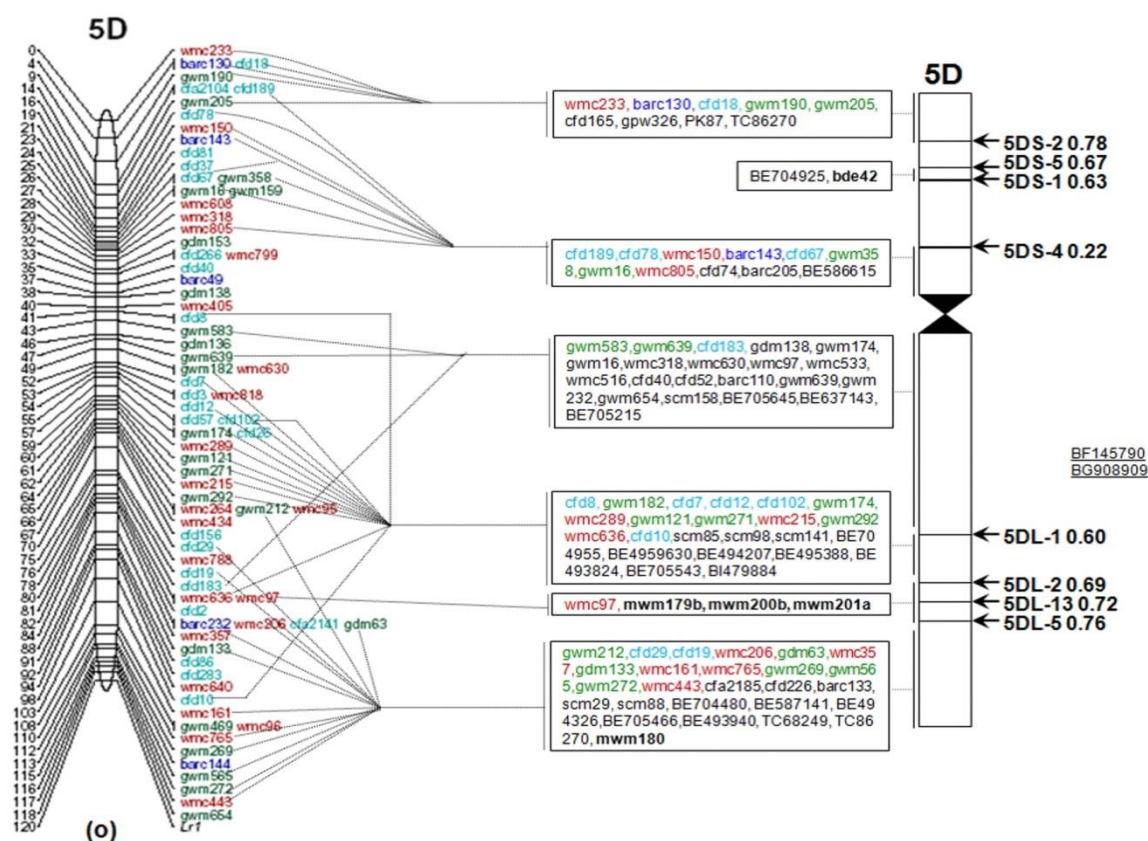 5D
0
4
9
14
16
19
21
23
24
25
26
27
28
29
30
32
33
35
37
38
40
41
43
46
47
49
52
53
54
55
57
59
60
61
62
64
65
66
67
70
75
76
78
80
81
82
84
88
91
92
94
98
103
108
110
112
113
115
116
117
118
120
wmc233
barc130 cfd18
gwm190
cfa2104 cfd189
gwm205
cfd78
wmc150
barc143
cfd81
cfd37
cfd67 gwm358
gwm16 gwm159
wmc608
wmc318
wmc805
gdm153
cfd266 wmc799
cfd40
barc49
gdm138
wmc405
cfd8
gwm583
gdm136
gwm639
gwm182 wmc630
cfd7
cfd3 wmc818
cfd12
cfd57 cfd102
gwm174 cfd26
wmc289
gwm121
gwm271
wmc215
gwm292
wmc264 gwm212 wmc95
wmc434
cfd156
cfd29
wmc788
cfd19
cfd183
wmc636 wmc97
cfd2
barc232 wmc206 cfa2141 gdm63
wmc357
gdm133
cfd86
cfd283
wmc640
cfd10
wmc161
gwm469 wmc96
wmc765
gwm269
barc144
gwm565
gwm272
wmc443
gwm654
Lr1
(o)
wmc233, barc130, cfd18, gwm190, gwm205,
cfd165, gpw326, PK87, TC86270
BE704925, bde42
cfd189,cfd78, wmc150, barc143,cfd67,gwm35
8,gwm16,wmc805,cfd74,barc205,BE586615
gwm583,gwm639,cfd183, gdm138, gwm174,
gwm16,wmc318,wmc630,wmc97, wmc533,
wmc516,cfd40,cfd52,barc110,gwm639,gwm
232,gwm654,scm158,BE705645,BE637143,
BE705215
cfd8, gwm182, cfd7, cfd12, cfd102, gwm174,
wmc289,gwm121,gwm271,wmc215,gwm292
wmc636, cfd10,scm85,scm98,scm141, BE70
4955, BE4959630, BE494207, BE495388, BE
493824, BE705543, BI479884
wmc97, mwm179b, mwm200b, mwm201a
gwm212,cfd29,cfd19,wmc206,gdm63,wmc35
7,gdm133,wmc161,wmc765,gwm269,gwm56
5,gwm272,wmc443,cfa2185,cfd226,barc133,
scm29, scm88, BE704480, BE587141, BE49
4326, BE705466,BE493940, TC68249, TC86
270, mwm180
5D
5DS-2 0.78
5DS-5 0.67
5DS-1 0.63
5DS-4 0.22
5DL-1 0.60
5DL-2 0.69
5DL-13 0.72
5DL-5 0.76
BF145790
BG908909